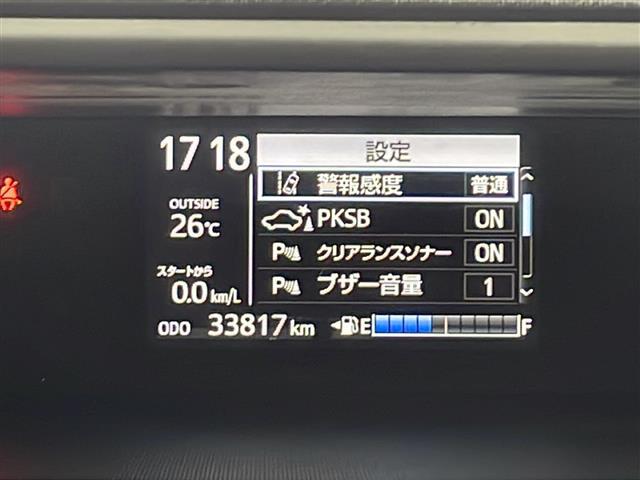 17 18
設定
警報感度 普通
OUTSIDE
26℃
PKSB ON
クリアランスソナー ON
スタートから
0.0 km/L
P ブザー音量 1
ODO 33817 km
E F